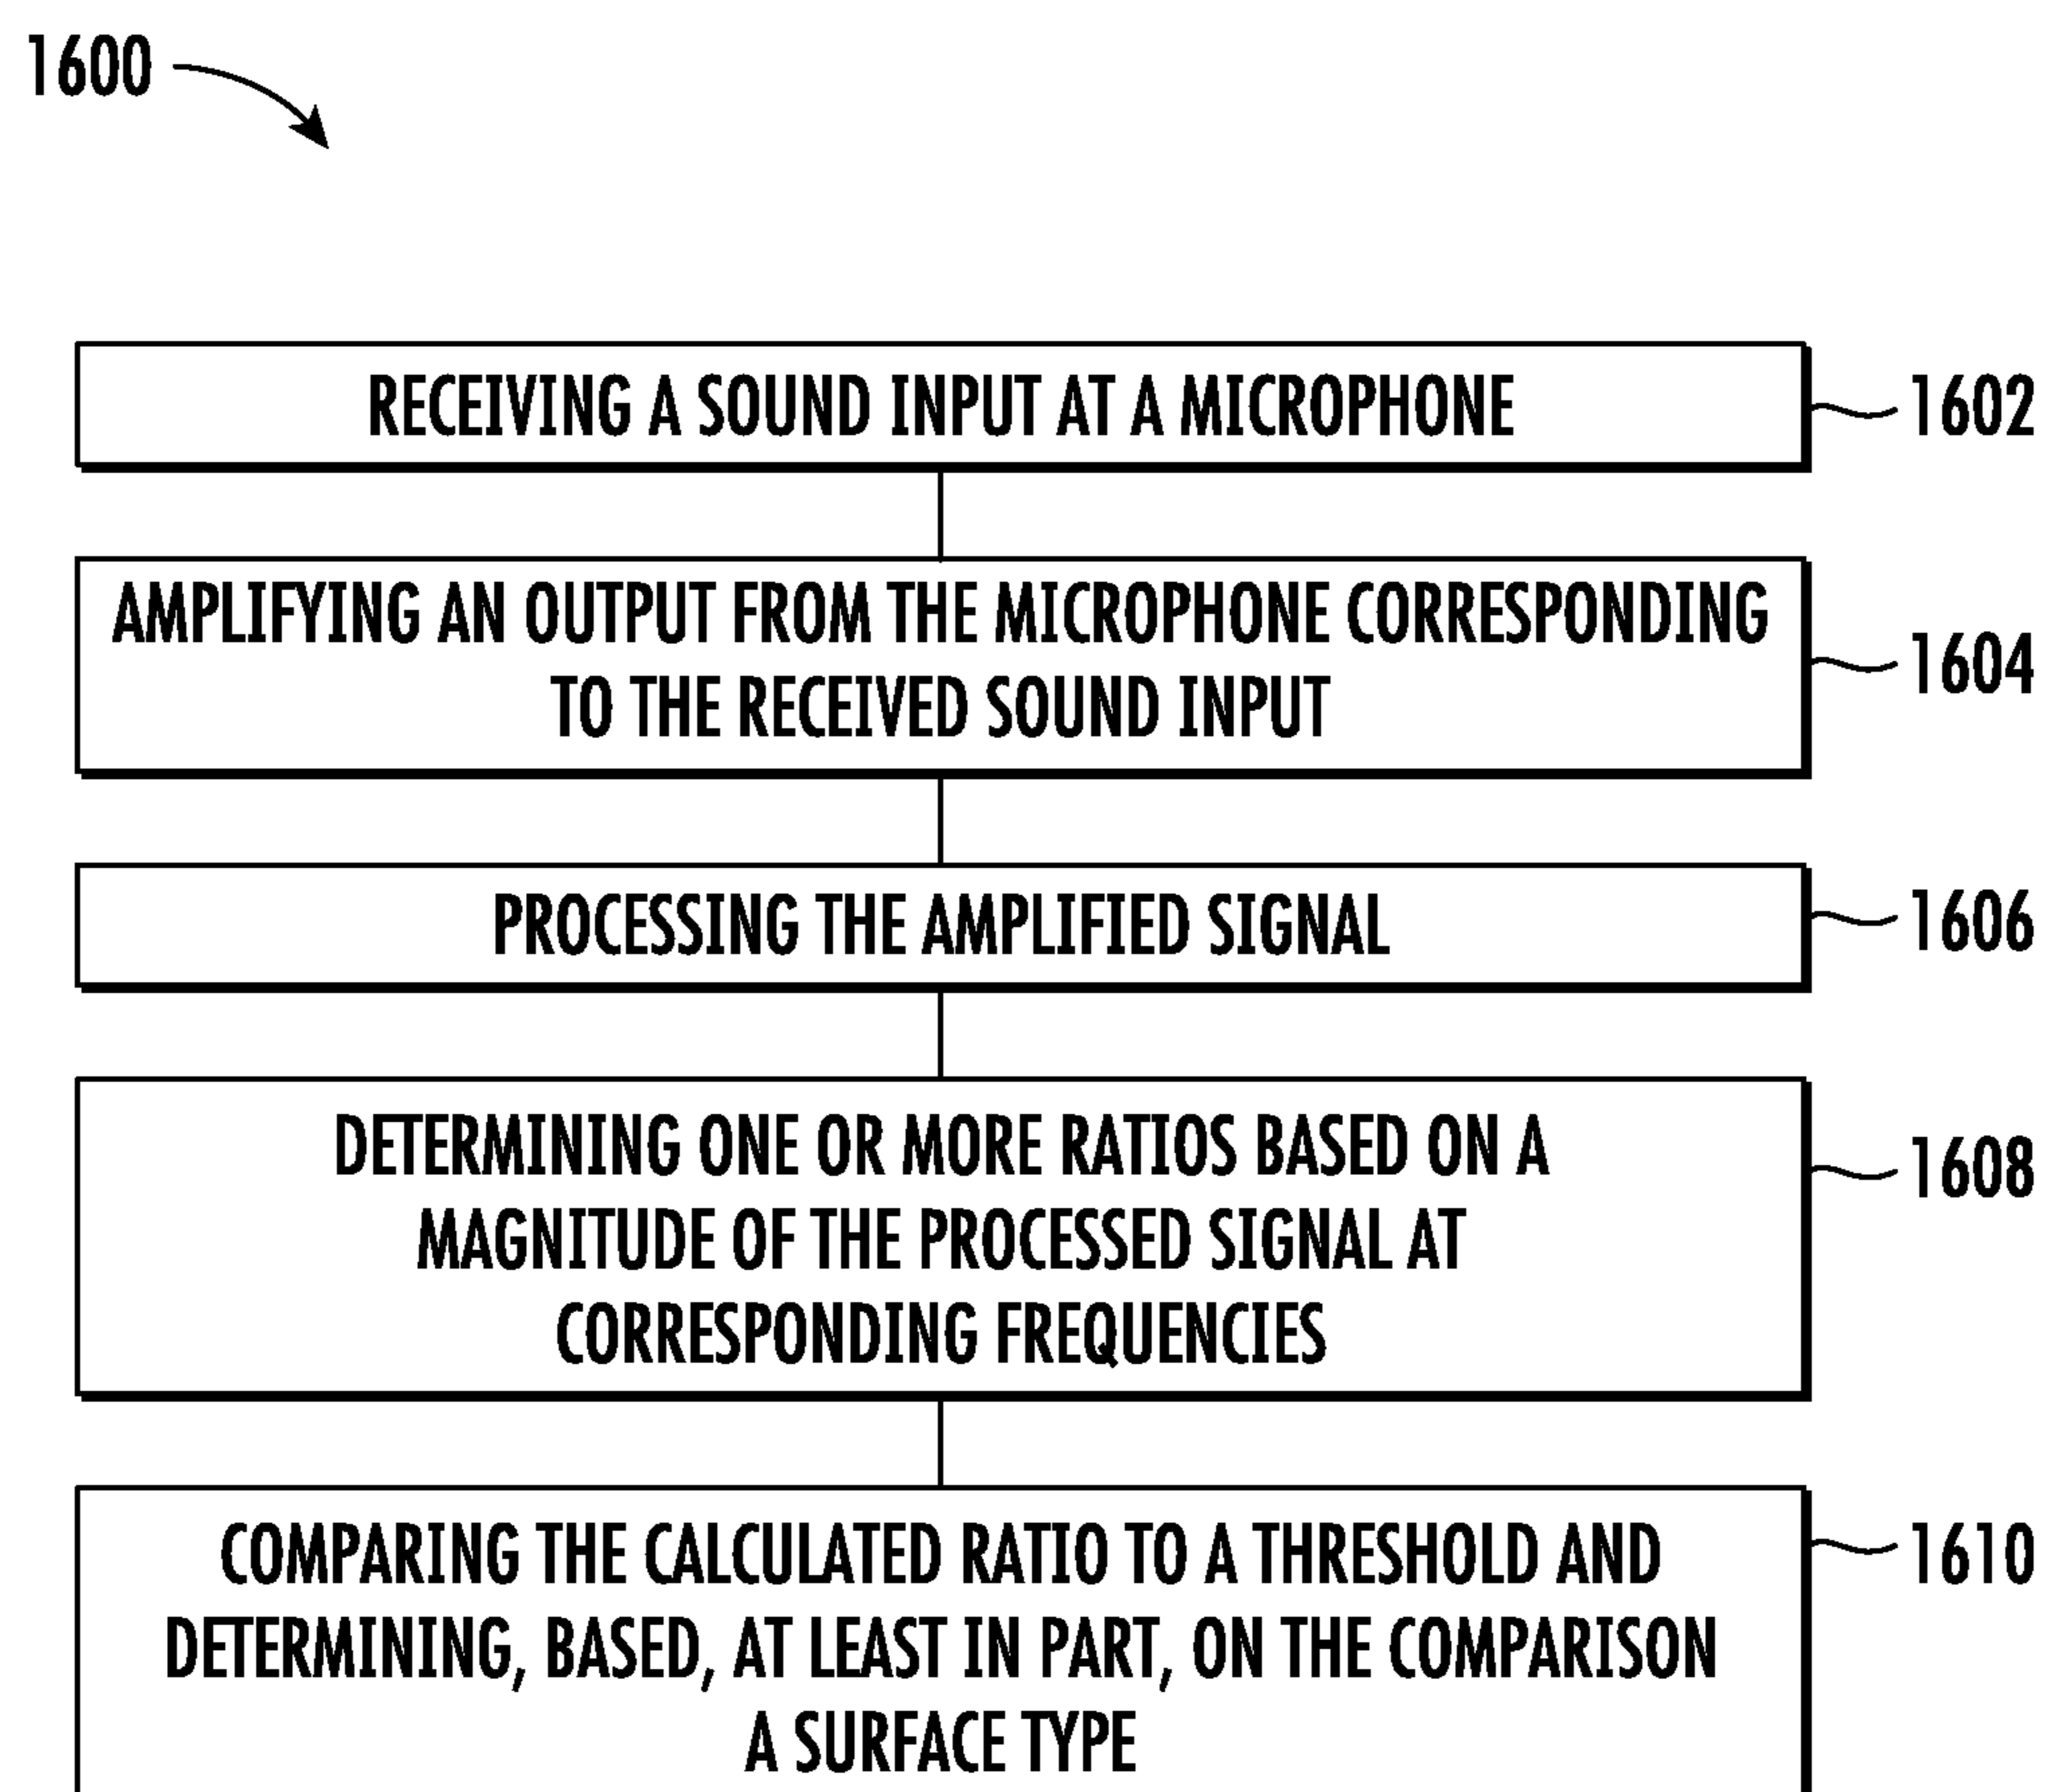 1600
RECEIVING A SOUND INPUT AT A MICROPHONE
1602
AMPLIFYING AN OUTPUT FROM THE MICROPHONE CORRESPONDING
TO THE RECEIVED SOUND INPUT
1604
PROCESSING THE AMPLIFIED SIGNAL
1606
DETERMINING ONE OR MORE RATIOS BASED ON A
MAGNITUDE OF THE PROCESSED SIGNAL AT
CORRESPONDING FREQUENCIES
1608
COMPARING THE CALCULATED RATIO TO A THRESHOLD AND
DETERMINING, BASED, AT LEAST IN PART, ON THE COMPARISON
A SURFACE TYPE
1610